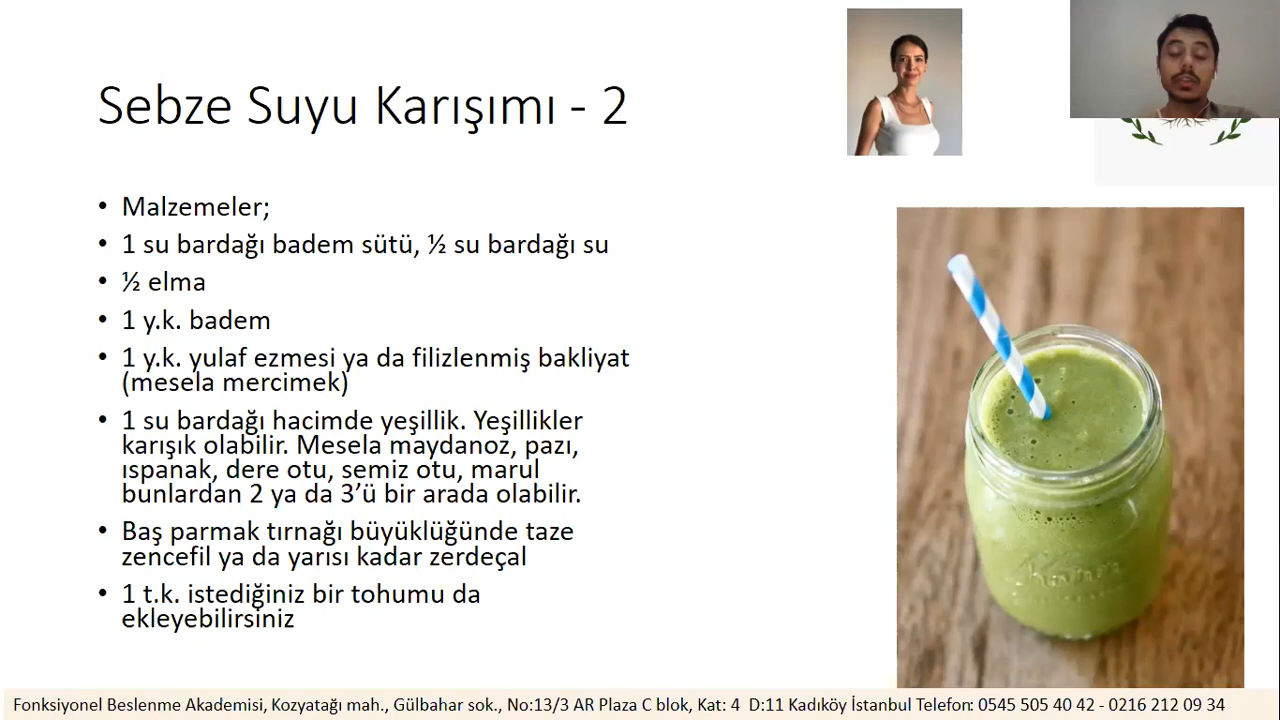 Sebze Suyu Karışımı - 2
• Malzemeler;
• 1 su bardağı badem sütü, ½ su bardağı su
• ½ elma
• 1 y.k. badem
• 1 y.k. yulaf ezmesi ya da filizlenmiş bakliyat
(mesela mercimek)
• 1 su bardağı hacimde yeşillik. Yeşillikler
karışık olabilir. Mesela maydanoz, pazı,
ıspanak, dere otu, semiz otu, marul
bunlardan 2 ya da 3’ü bir arada olabilir.
• Baş parmak tırnağı büyüklüğünde taze
zencefil ya da yarısı kadar zerdeçal
• 1 t.k. istediğiniz bir tohumu da
ekleyebilirsiniz
Fonksiyonel Beslenme Akademisi, Kozyatağı mah., Gülbahar sok., No:13/3 AR Plaza C blok, Kat: 4 D:11 Kadıköy İstanbul Telefon: 0545 505 40 42 - 0216 212 09 34